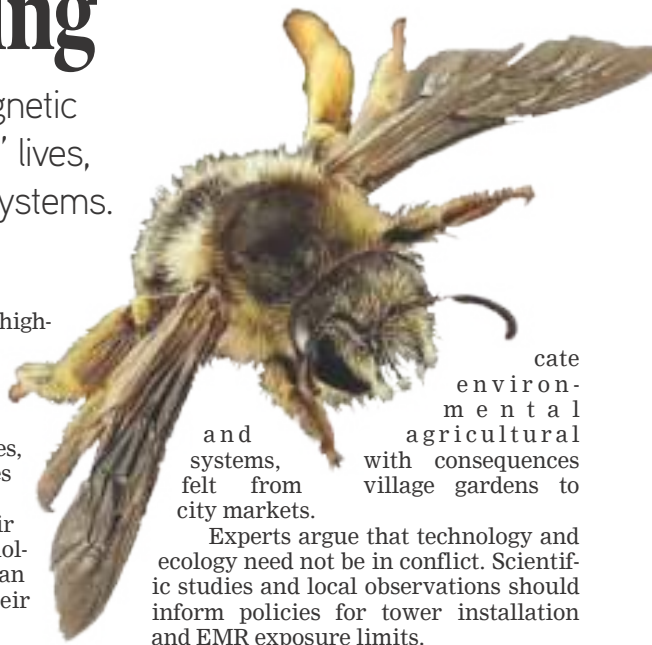 ing
gnetic
’ lives,
ystems.
high-
es,
es
ir
ol-
an
eir
cate
environ-
mental
and agricultural
systems, with consequences
felt from village gardens to
city markets.
Experts argue that technology and
ecology need not be in conflict. Scientif-
ic studies and local observations should
inform policies for tower installation
and EMR exposure limits.